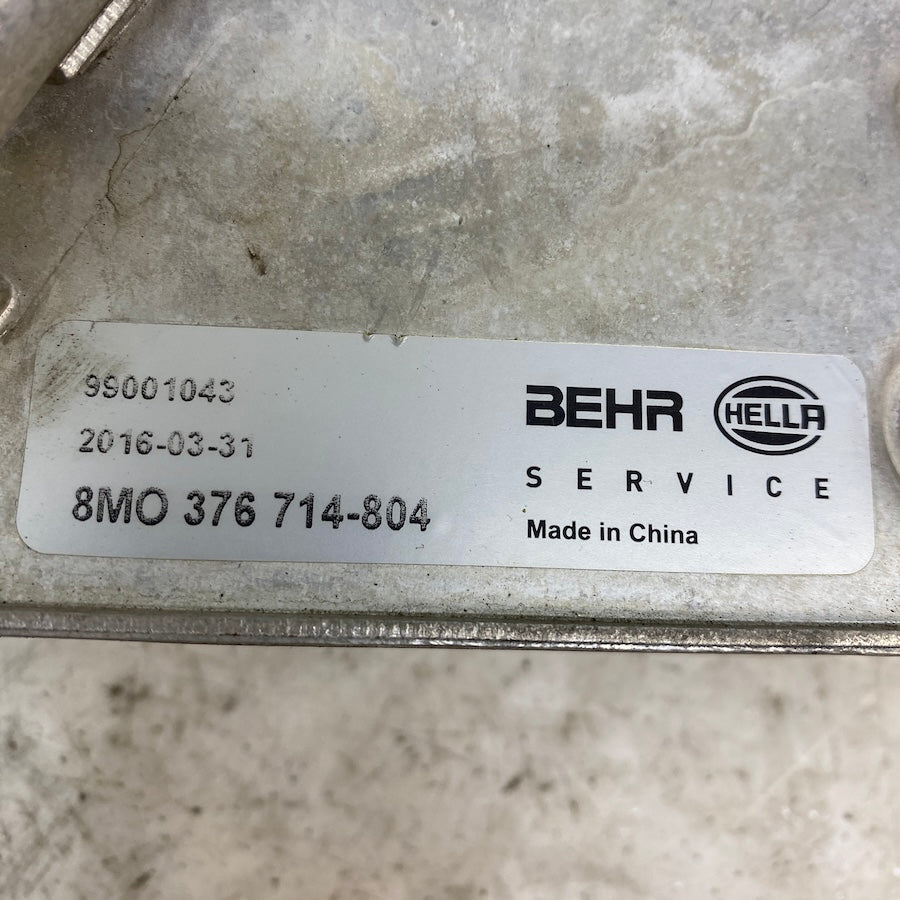 99001043
2016-03-31
8MO 376 714-804
BEHR HELLA
SERVICE
Made in China